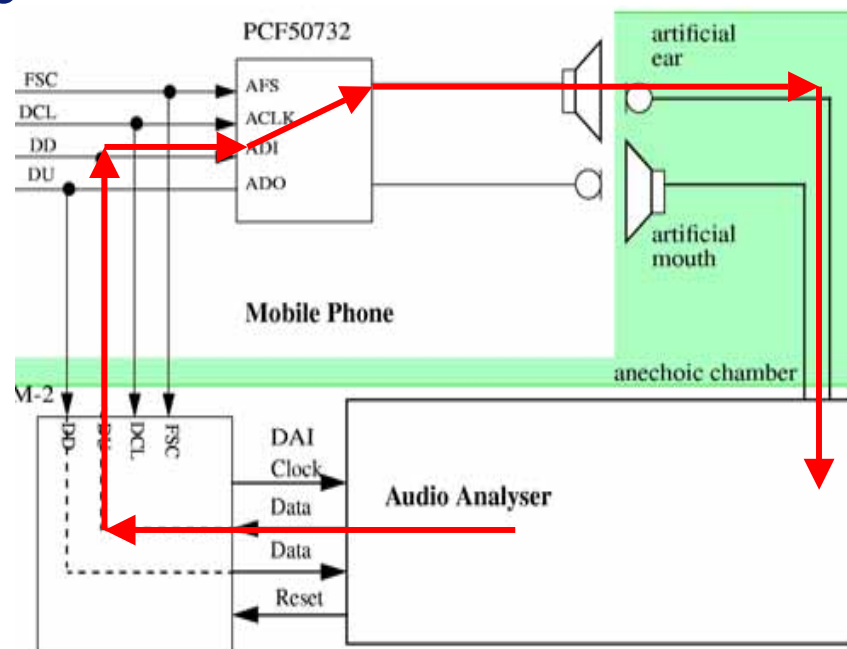 PCF50732
artificial
ear
FSC
AFS
DCL
ACLK
DD
ADI
DU
ADO
artificial
mouth
Mobile Phone
anechoic chamber
M-2
DD
DU
DCL
FSC
DAI
Clock
Data
Audio Analyser
Data
Reset